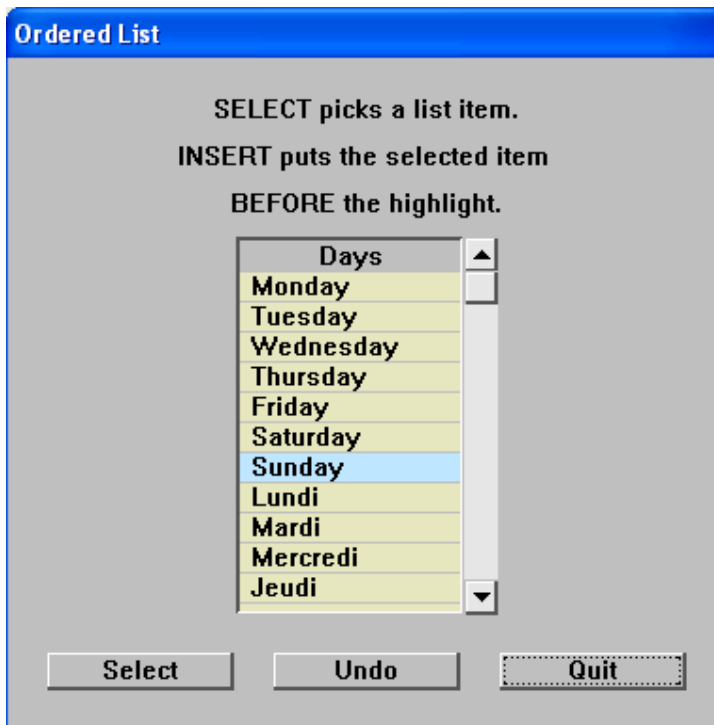 Ordered List
SELECT picks a list item.
INSERT puts the selected item
BEFORE the highlight.
Days
Monday
Tuesday
Wednesday
Thursday
Friday
Saturday
Sunday
Lundi
Mardi
Mercredi
Jeudi
Select Undo Quit